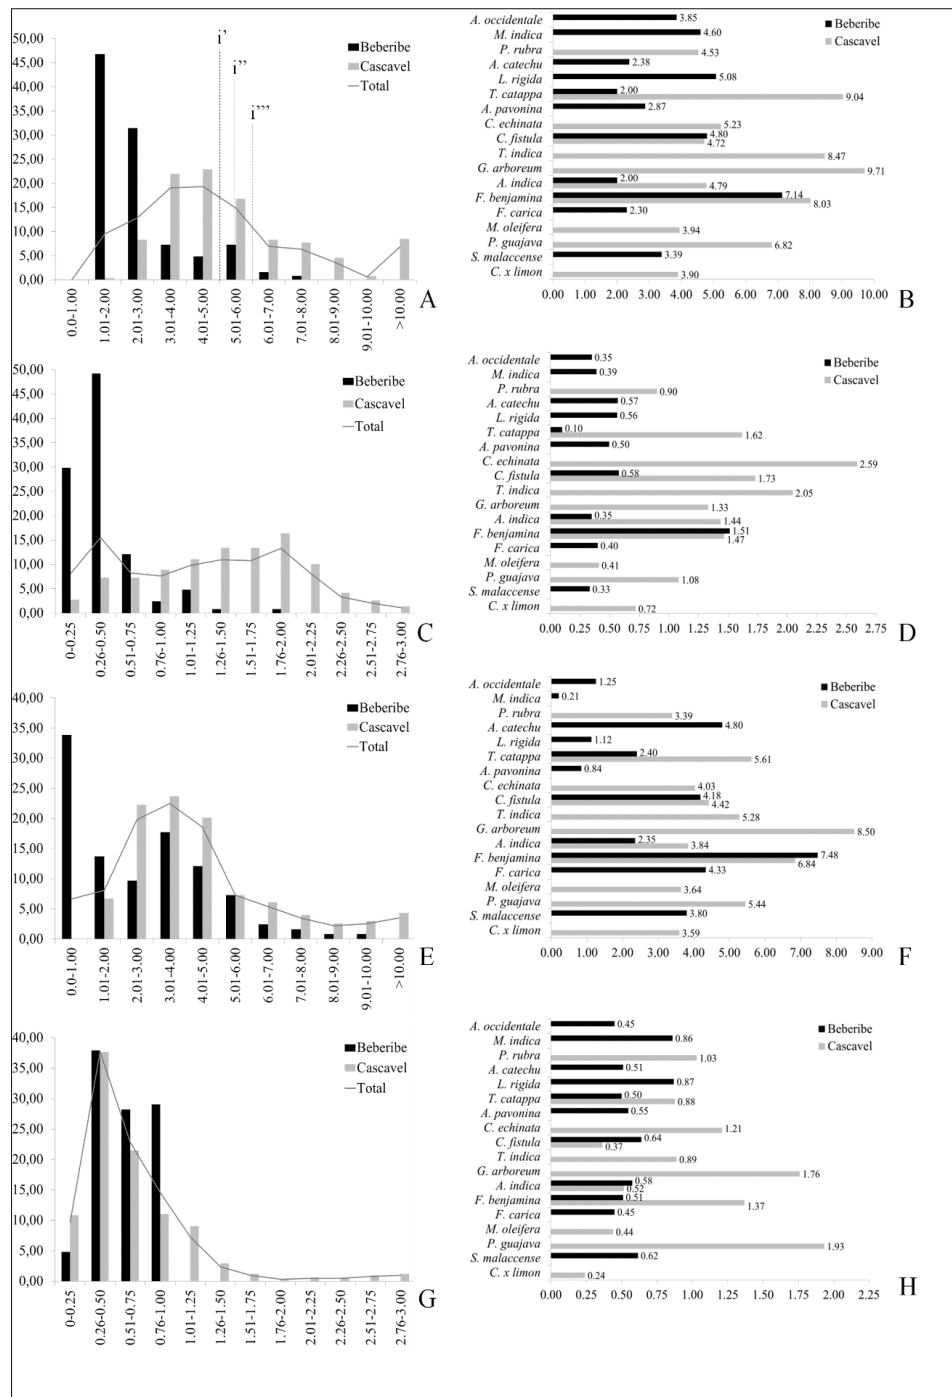 50,00
45,00
40,00
35,00
30,00
25,00
20,00
15,00
10,00
5,00
0,00
Beberibe
Cascavel
Total
i’
i’’
i’’’
0.0-1.00
1.01-2.00
2.01-3.00
3.01-4.00
4.01-5.00
5.01-6.00
6.01-7.00
7.01-8.00
8.01-9.00
9.01-10.00
> 10.00
A
A. occidentale 3.85
M. indica 4.60
P. rubra 4.53
A. catechu 2.38
L. rigida 5.08
T. catappa 2.00 9.04
A. pavonina 2.87
C. echinata 5.23
C. fistula 4.80 4.72
T. indica 8.47
G. arboreum 9.71
A. indica 2.00 4.79
F. benjamina 7.14 8.03
F. carica 2.30
M. oleifera 3.94
P. guajava 6.82
S. malaccense 3.39
C. x limon 3.90
Beberibe
Cascavel
0.00 1.00 2.00 3.00 4.00 5.00 6.00 7.00 8.00 9.00 10.00
B
50,00
45,00
40,00
35,00
30,00
25,00
20,00
15,00
10,00
5,00
0,00
Beberibe
Cascavel
Total
0-0.25
0.26-0.50
0.51-0.75
0.76-1.00
1.01-1.25
1.26-1.50
1.51-1.75
1.76-2.00
2.01-2.25
2.26-2.50
2.51-2.75
2.76-3.00
C
A. occidentale 0.35
M. indica 0.39
P. rubra 0.90
A. catechu 0.57
L. rigida 0.56
T. catappa 0.10 1.62
A. pavonina 0.50
C. echinata 2.59
C. fistula 0.58 1.73
T. indica 2.05
G. arboreum 1.33
A. indica 0.35 1.44
F. benjamina 1.51 1.47
F. carica 0.40
M. oleifera 0.41
P. guajava 1.08
S. malaccense 0.33
C. x limon 0.72
Beberibe
Cascavel
0.00 0.25 0.50 0.75 1.00 1.25 1.50 1.75 2.00 2.25 2.50 2.75
D
40,00
35,00
30,00
25,00
20,00
15,00
10,00
5,00
0,00
Beberibe
Cascavel
Total
0.0-1.00
1.01-2.00
2.01-3.00
3.01-4.00
4.01-5.00
5.01-6.00
6.01-7.00
7.01-8.00
8.01-9.00
9.01-10.00
> 10.00
E
A. occidentale 1.25
M. indica 0.21
P. rubra 3.39
A. catechu 4.80
L. rigida 1.12
T. catappa 2.40 5.61
A. pavonina 0.84
C. echinata 4.03
C. fistula 4.18 4.42
T. indica 5.28
G. arboreum 8.50
A. indica 2.35 3.84
F. benjamina 7.48 6.84
F. carica 4.33
M. oleifera 3.64
P. guajava 5.44
S. malaccense 3.80
C. x limon 3.59
Beberibe
Cascavel
0.00 1.00 2.00 3.00 4.00 5.00 6.00 7.00 8.00 9.00
F
40,00
35,00
30,00
25,00
20,00
15,00
10,00
5,00
0,00
Beberibe
Cascavel
Total
0-0.25
0.26-0.50
0.51-0.75
0.76-1.00
1.01-1.25
1.26-1.50
1.51-1.75
1.76-2.00
2.01-2.25
2.26-2.50
2.51-2.75
2.76-3.00
G
A. occidentale 0.45
M. indica 0.86
P. rubra 1.03
A. catechu 0.51
L. rigida 0.87
T. catappa 0.50 0.88
A. pavonina 0.55
C. echinata 1.21
C. fistula 0.64 0.37
T. indica 0.89
G. arboreum 1.76
A. indica 0.58 0.52
F. benjamina 0.51 1.37
F. carica 0.45
M. oleifera 0.44
P. guajava 1.93
S. malaccense 0.62
C. x limon 0.24
Beberibe
Cascavel
0.00 0.25 0.50 0.75 1.00 1.25 1.50 1.75 2.00 2.25
H